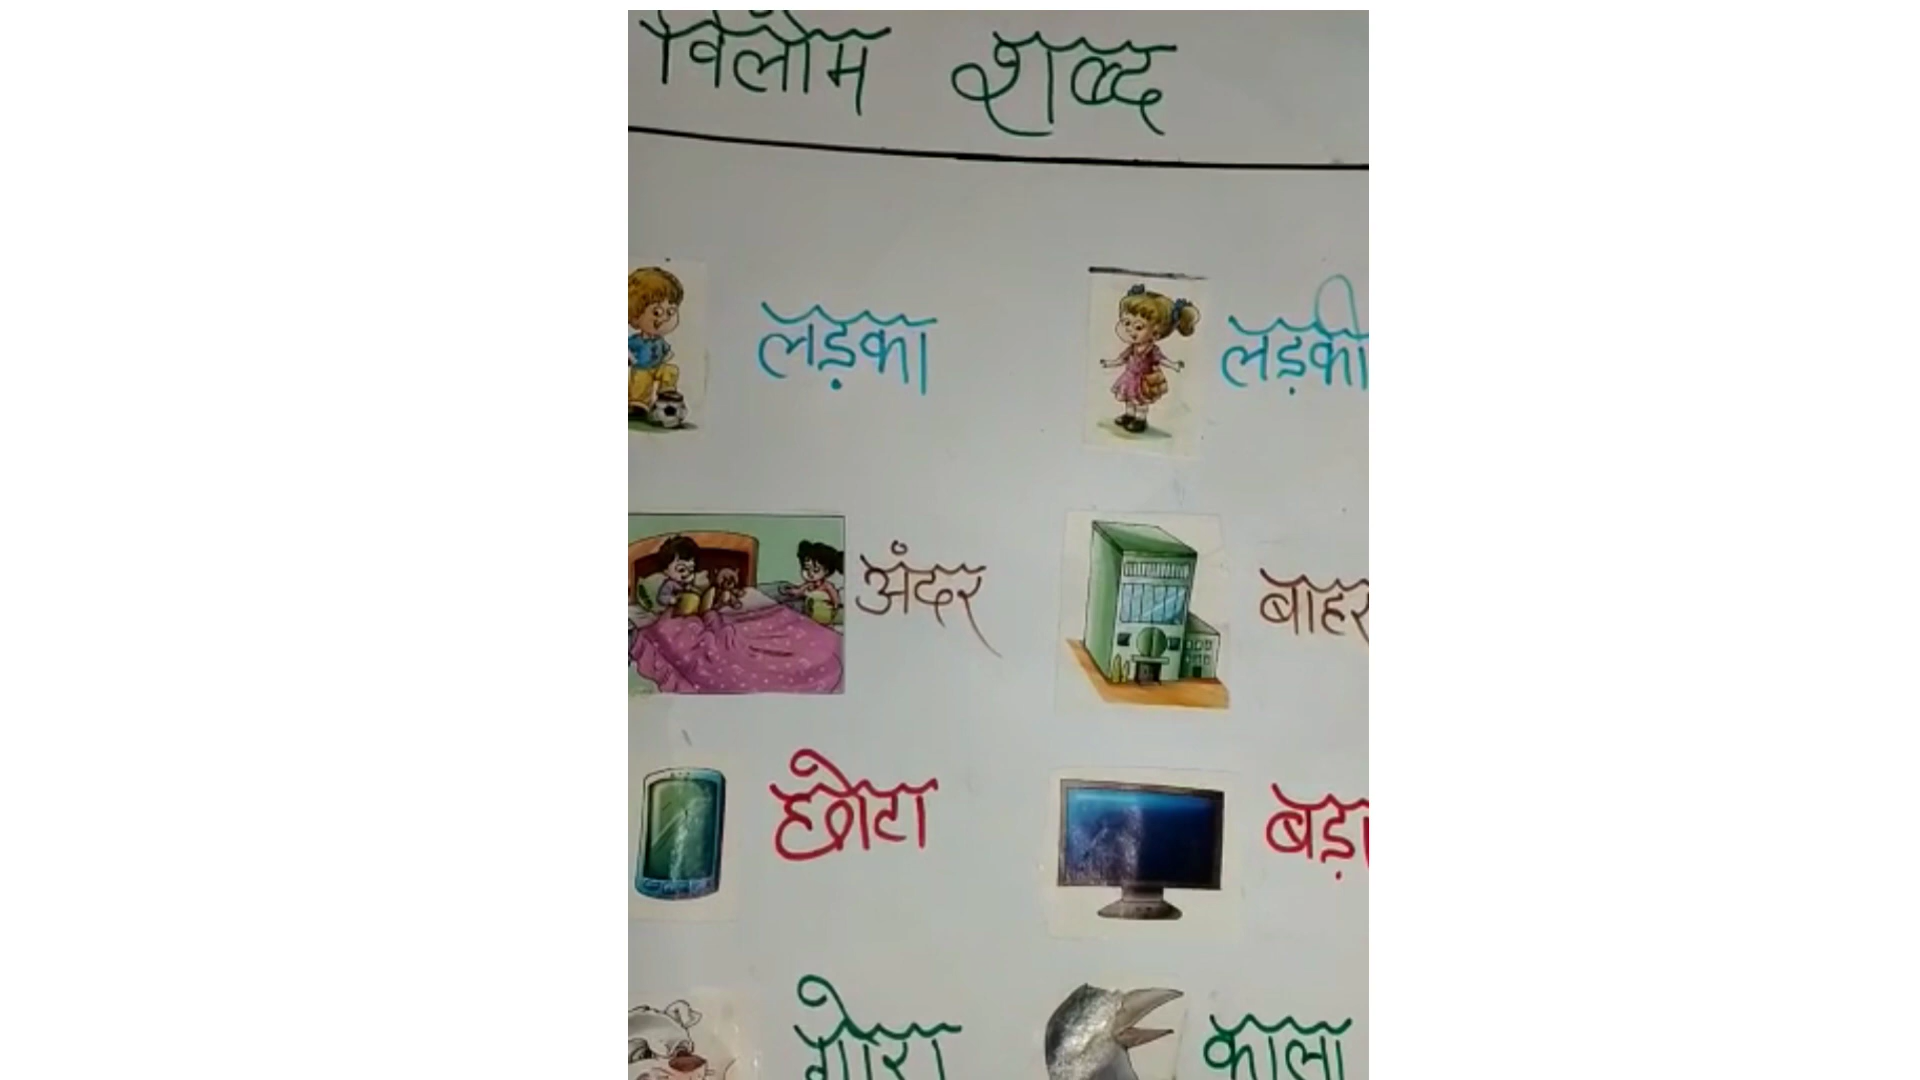 विलोम शब्द
लड़का लड़की
अंदर बाहर
छोटा बड़ा
गोरा काला